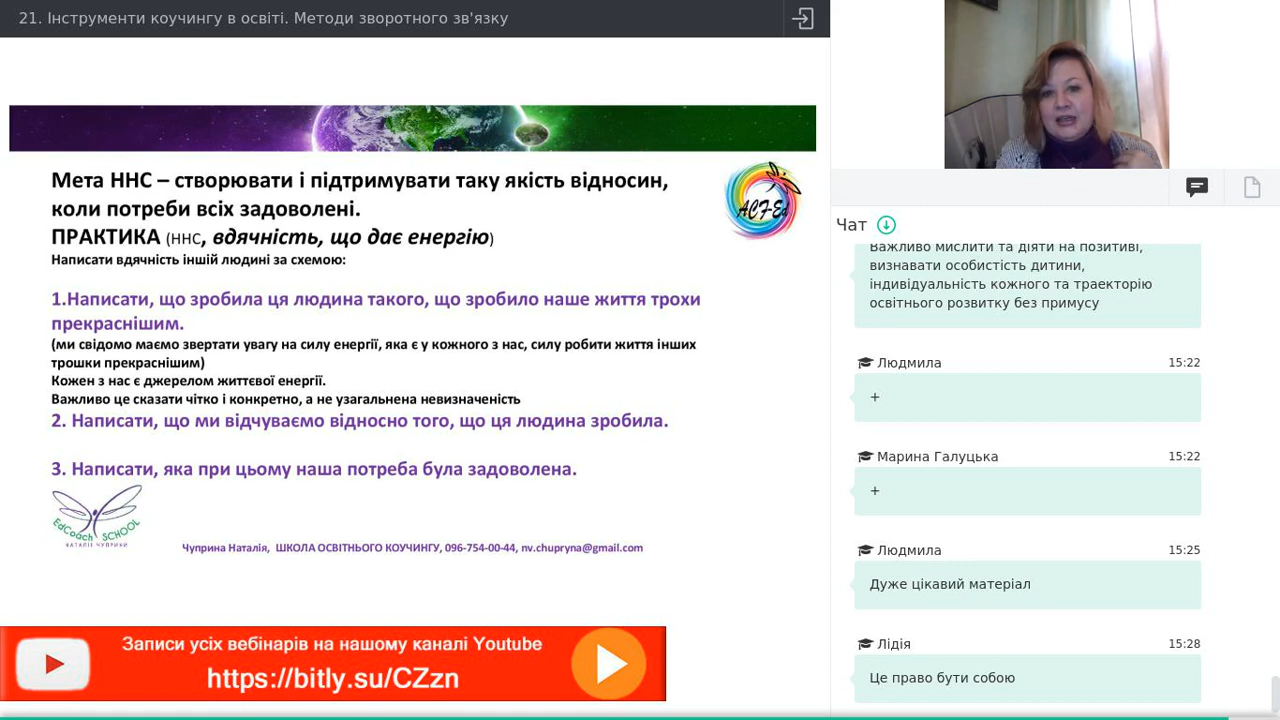 21. Інструменти коучингу в освіті. Методи зворотного зв'язку
Мета ННС – створювати і підтримувати таку якість відносин,
коли потреби всіх задоволені.
ПРАКТИКА (ННС, вдячність, що дає енергію)
Написати вдячність іншій людині за схемою:
1.Написати, що зробила ця людина такого, що зробило наше життя трохи
прекраснішим.
(ми свідомо маємо звертати увагу на силу енергії, яка є у кожного з нас, силу робити життя інших
трошки прекраснішим)
Кожен з нас є джерелом життєвої енергії.
Важливо це сказати чітко і конкретно, а не узагальнена невизначеність
2. Написати, що ми відчуваємо відносно того, що ця людина зробила.
3. Написати, яка при цьому наша потреба була задоволена.
ACF-Ed
EdCoach SCHOOL
НАТАЛІЇ ЧУПРИНИ
Чуприна Наталія, ШКОЛА ОСВІТНЬОГО КОУЧИНГУ, 096-754-00-44, nv.chupryna@gmail.com
Записи усіх вебінарів на нашому каналі Youtube
https://bitly.su/CZzn
Чат
Важливо мислити та діяти на позитиві,
визнавати особистість дитини,
індивідуальність кожного та траекторію
освітнього розвитку без примусу
Людмила 15:22
+
Марина Галуцька 15:22
+
Людмила 15:25
Дуже цікавий матеріал
Лідія 15:28
Це право бути собою